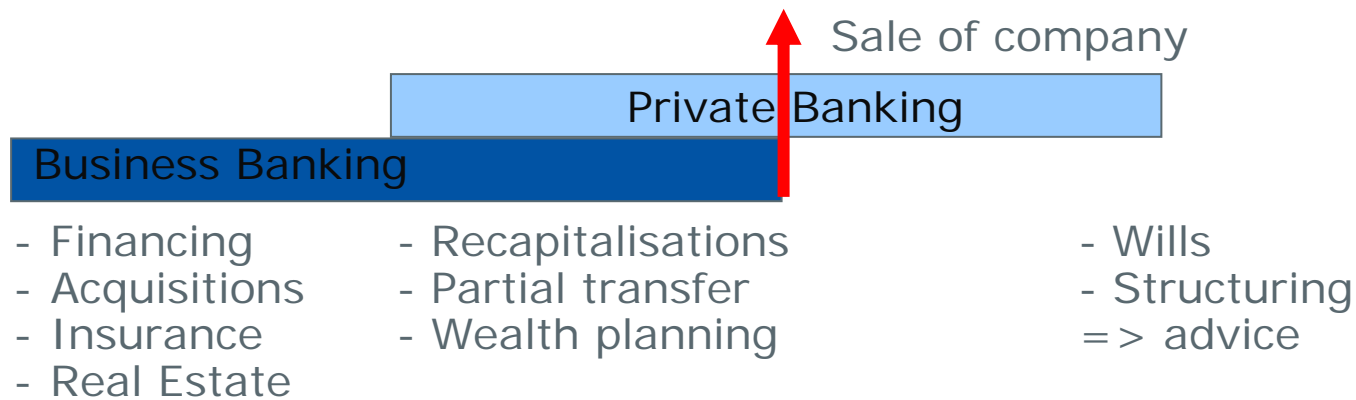 Sale of company
Private Banking
Business Banking
- Financing
- Acquisitions
- Insurance
- Real Estate
- Recapitalisations
- Partial transfer
- Wealth planning
- Wills
- Structuring
=> advice